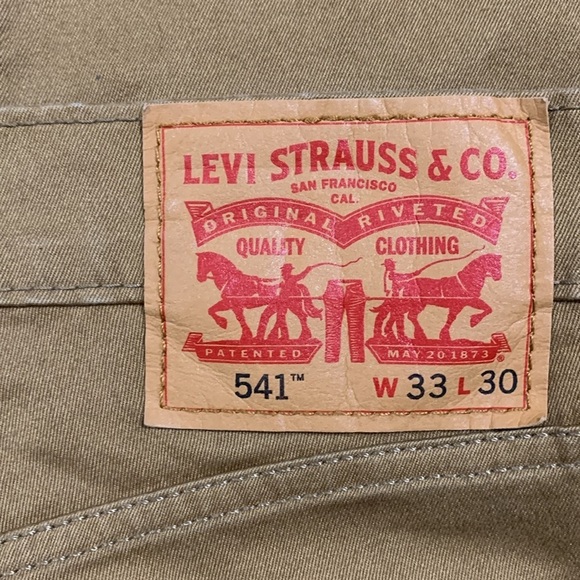 LEVI STRAUSS & CO.
SAN FRANCISCO
CAL.
ORIGINAL RIVETED
QUALITY CLOTHING
PATENTED MAY 20 1873 ®
541™ W 33 L 30